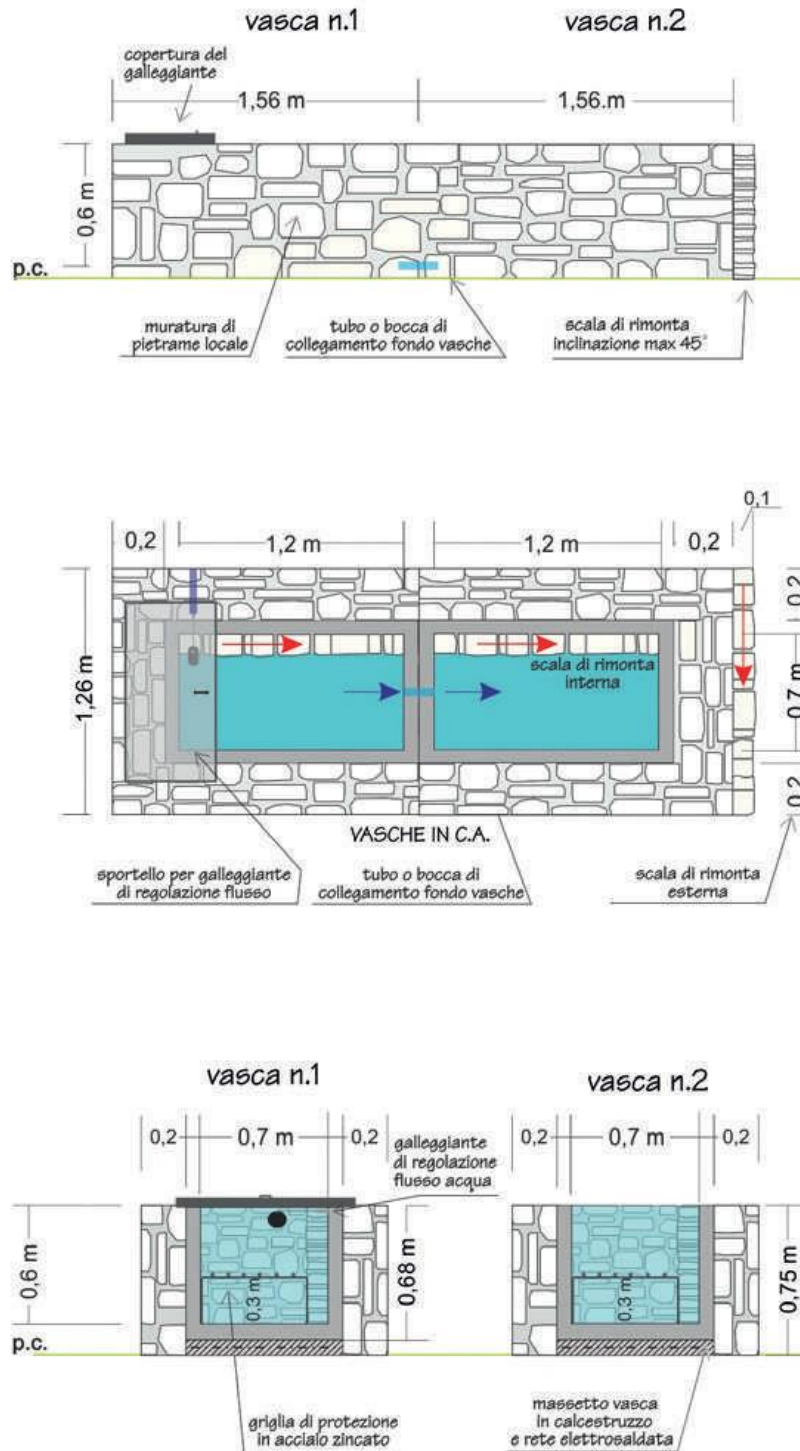 vasca n.1
vasca n.2
copertura del
galleggiante
1,56 m
1,56.m
0,6 m
p.c.
muratura di
pietrame locale
tubo o bocca di
collegamento fondo vasche
scala di rimonta
inclinazione max 45°
0,1
0,2
1,2 m
1,2 m
0,2
0,2
1,26 m
scala di rimonta
interna
0,7 m
0,2
VASCHE IN C.A.
sportello per galleggiante
di regolazione flusso
tubo o bocca di
collegamento fondo vasche
scala di rimonta
esterna
vasca n.1
vasca n.2
0,2
0,7 m
0,2
galleggiante
di regolazione
flusso acqua
0,2
0,7 m
0,2
0,6 m
0,3 m
0,68 m
0,3 m
0,75 m
p.c.
griglia di protezione
in acciaio zincato
massetto vasca
in calcestruzzo
e rete elettrosaldata